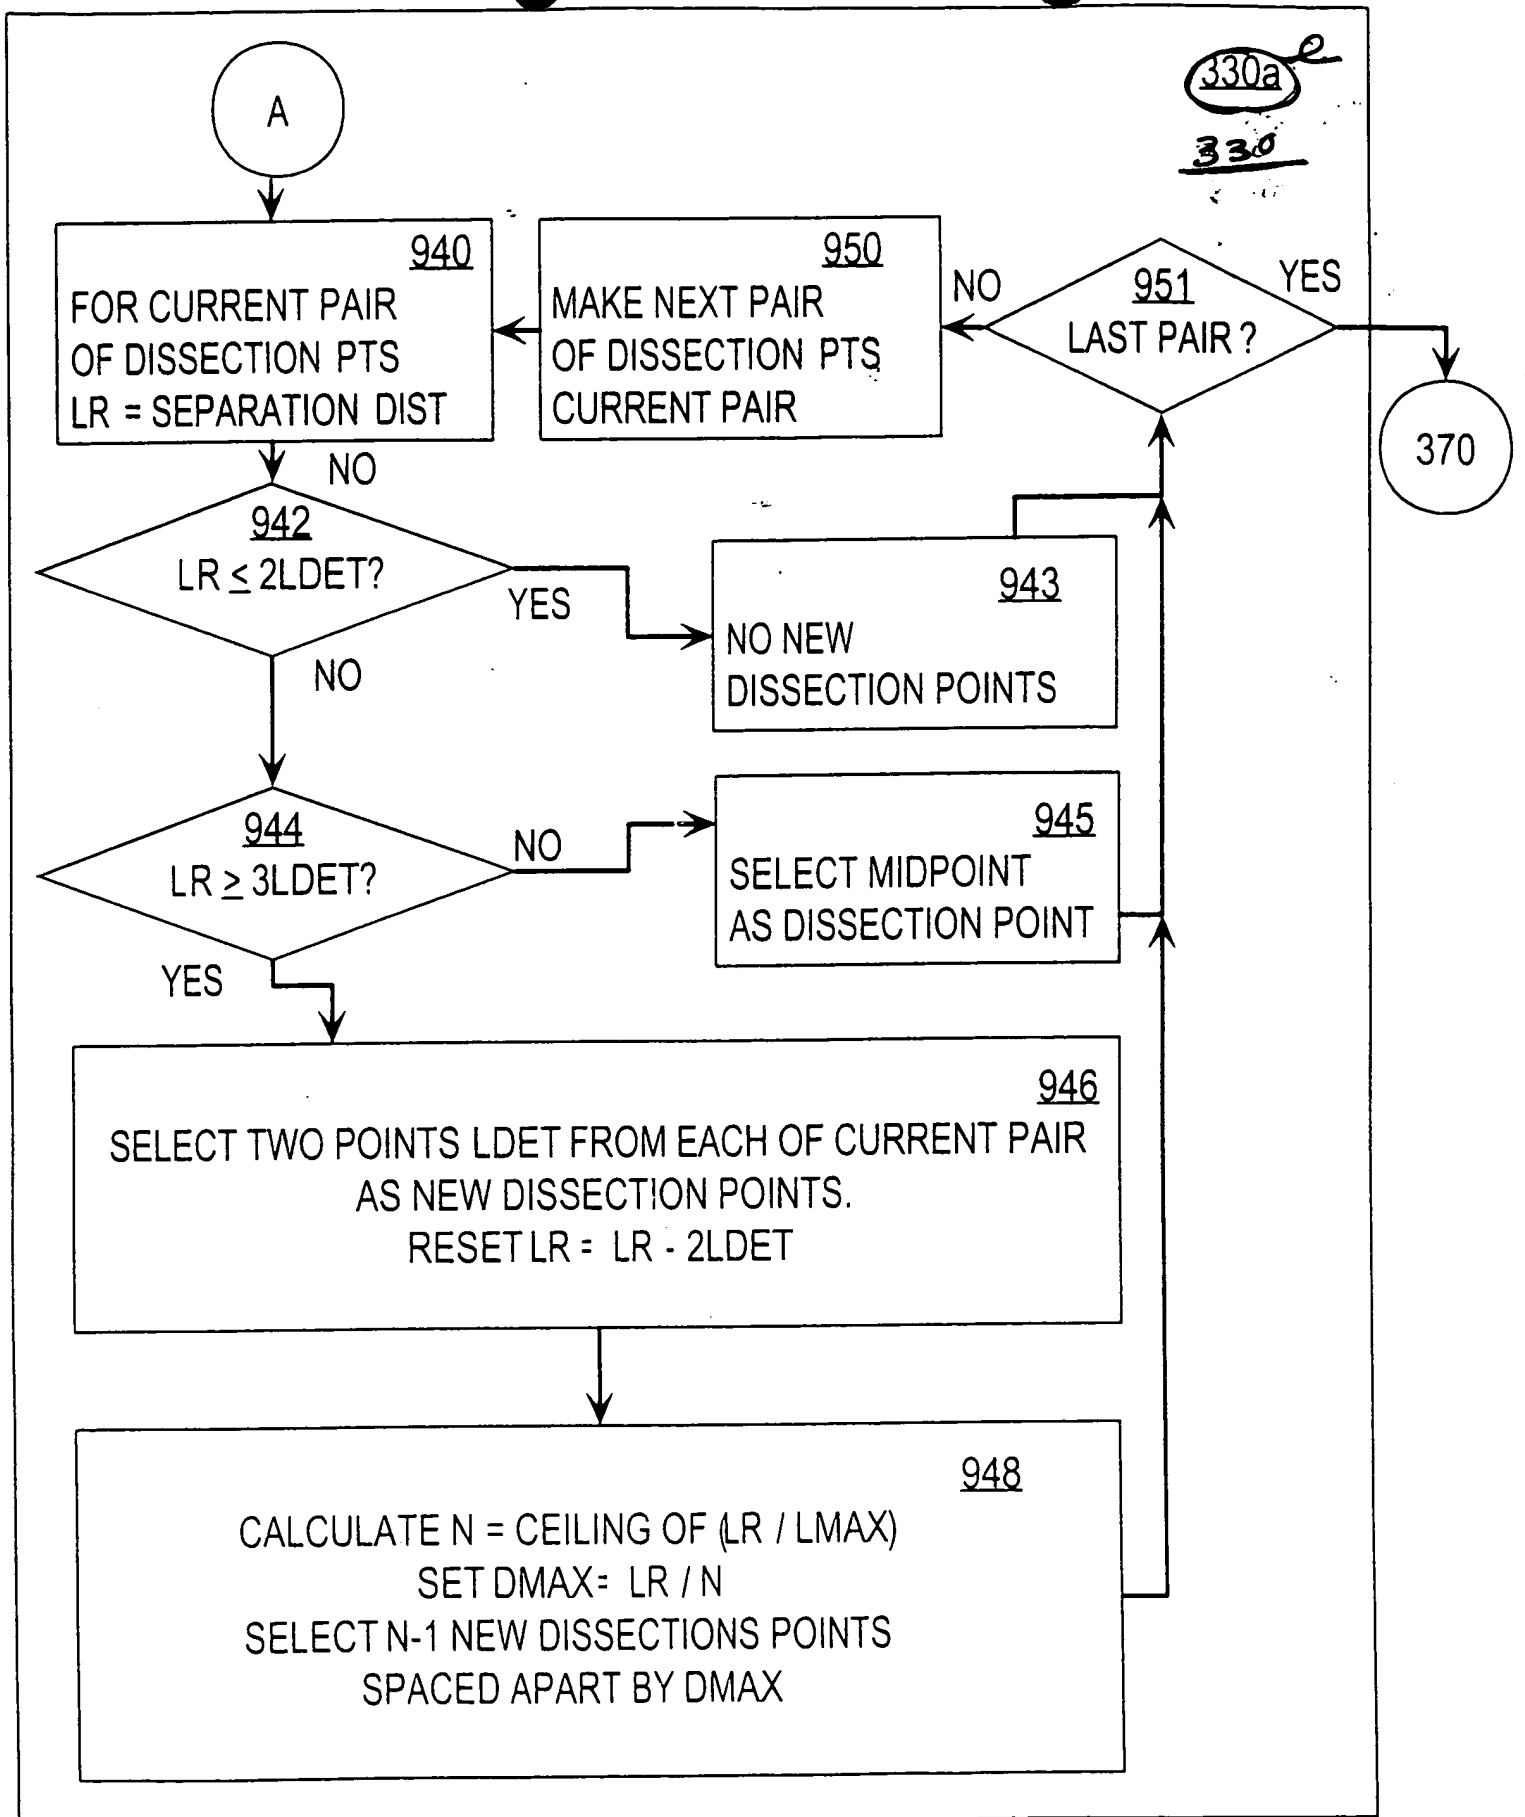 330a
330
A
940
FOR CURRENT PAIR
OF DISSECTION PTS
LR = SEPARATION DIST
950
MAKE NEXT PAIR
OF DISSECTION PTS
CURRENT PAIR
NO
951
LAST PAIR ?
YES
370
NO
942
LR ≤ 2LDET?
YES
943
NO NEW
DISSECTION POINTS
NO
944
LR ≥ 3LDET?
NO
945
SELECT MIDPOINT
AS DISSECTION POINT
YES
946
SELECT TWO POINTS LDET FROM EACH OF CURRENT PAIR
AS NEW DISSECTION POINTS.
RESET LR = LR - 2LDET
948
CALCULATE N = CEILING OF (LR / LMAX)
SET DMAX= LR / N
SELECT N-1 NEW DISSECTIONS POINTS
SPACED APART BY DMAX